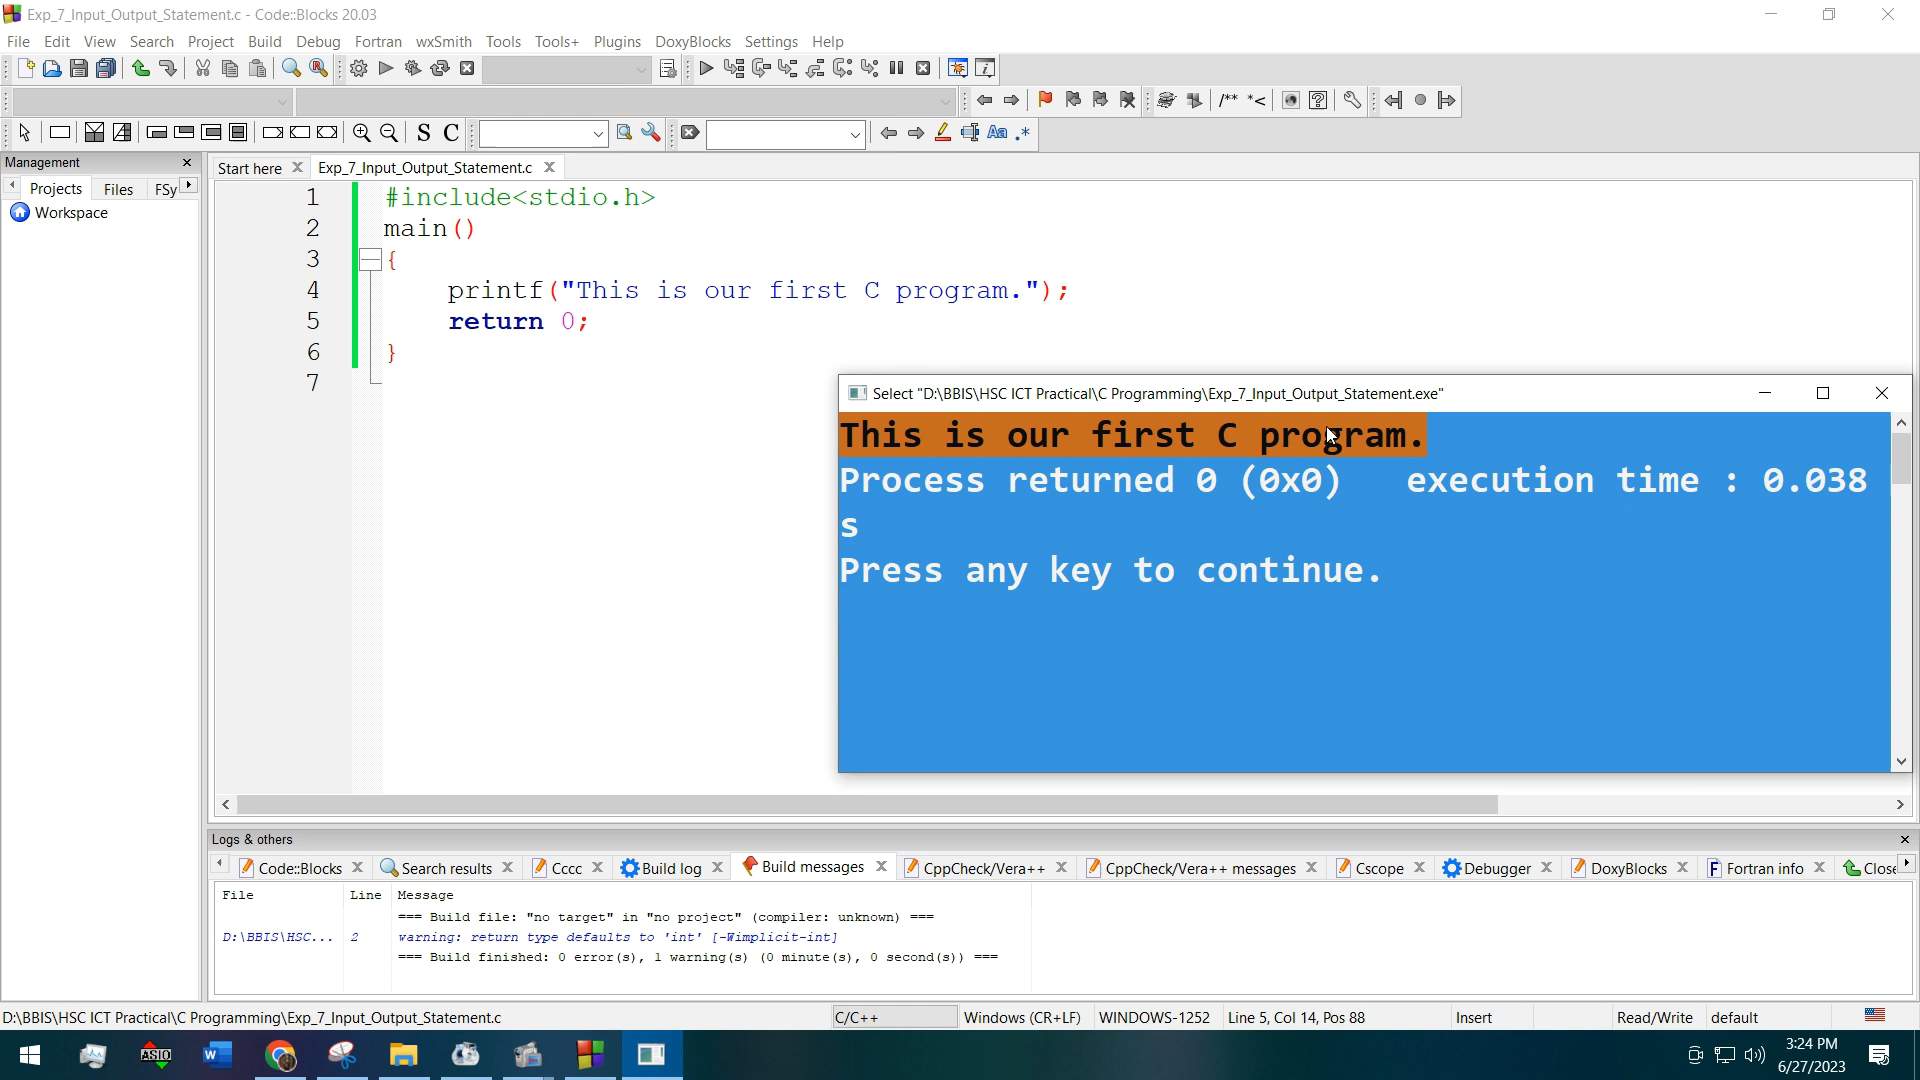 Exp_7_Input_Output_Statement.c - Code::Blocks 20.03
File Edit View Search Project Build Debug Fortran wxSmith Tools Tools+ Plugins DoxyBlocks Settings Help
/** *<
S C
Aa .*
Management
Projects Files FSy
Workspace
Start here Exp_7_Input_Output_Statement.c
1 #include<stdio.h>
2 main()
3 {
4 printf("This is our first C program.");
5 return 0;
6 }
7
Select "D:\BBIS\HSC ICT Practical\C Programming\Exp_7_Input_Output_Statement.exe"
This is our first C program.
Process returned 0 (0x0)   execution time : 0.038
s
Press any key to continue.
Logs & others
Code::Blocks Search results Cccc Build log Build messages CppCheck/Vera++ CppCheck/Vera++ messages Cscope Debugger DoxyBlocks Fortran info Close
File Line Message
=== Build file: "no target" in "no project" (compiler: unknown) ===
D:\BBIS\HSC... 2 warning: return type defaults to 'int' [-Wimplicit-int]
=== Build finished: 0 error(s), 1 warning(s) (0 minute(s), 0 second(s)) ===
D:\BBIS\HSC ICT Practical\C Programming\Exp_7_Input_Output_Statement.c C/C++ Windows (CR+LF) WINDOWS-1252 Line 5, Col 14, Pos 88 Insert Read/Write default
ASIO
3:24 PM
6/27/2023